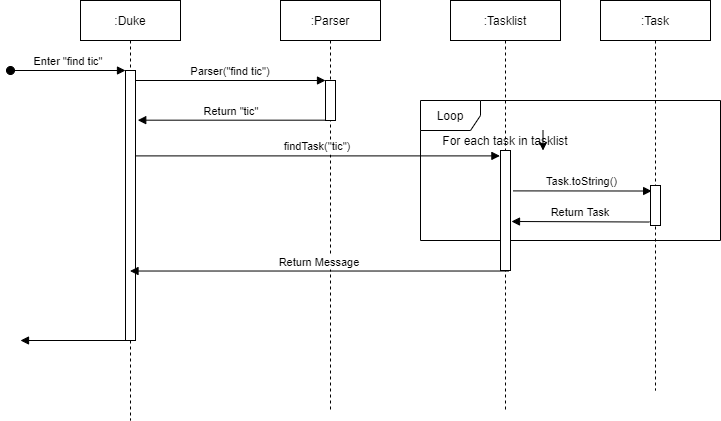 :Duke
:Parser
:Tasklist
:Task
Enter "find tic"
Parser("find tic")
Return "tic"
Loop
For each task in tasklist
findTask("tic")
Task.toString()
Return Task
Return Message